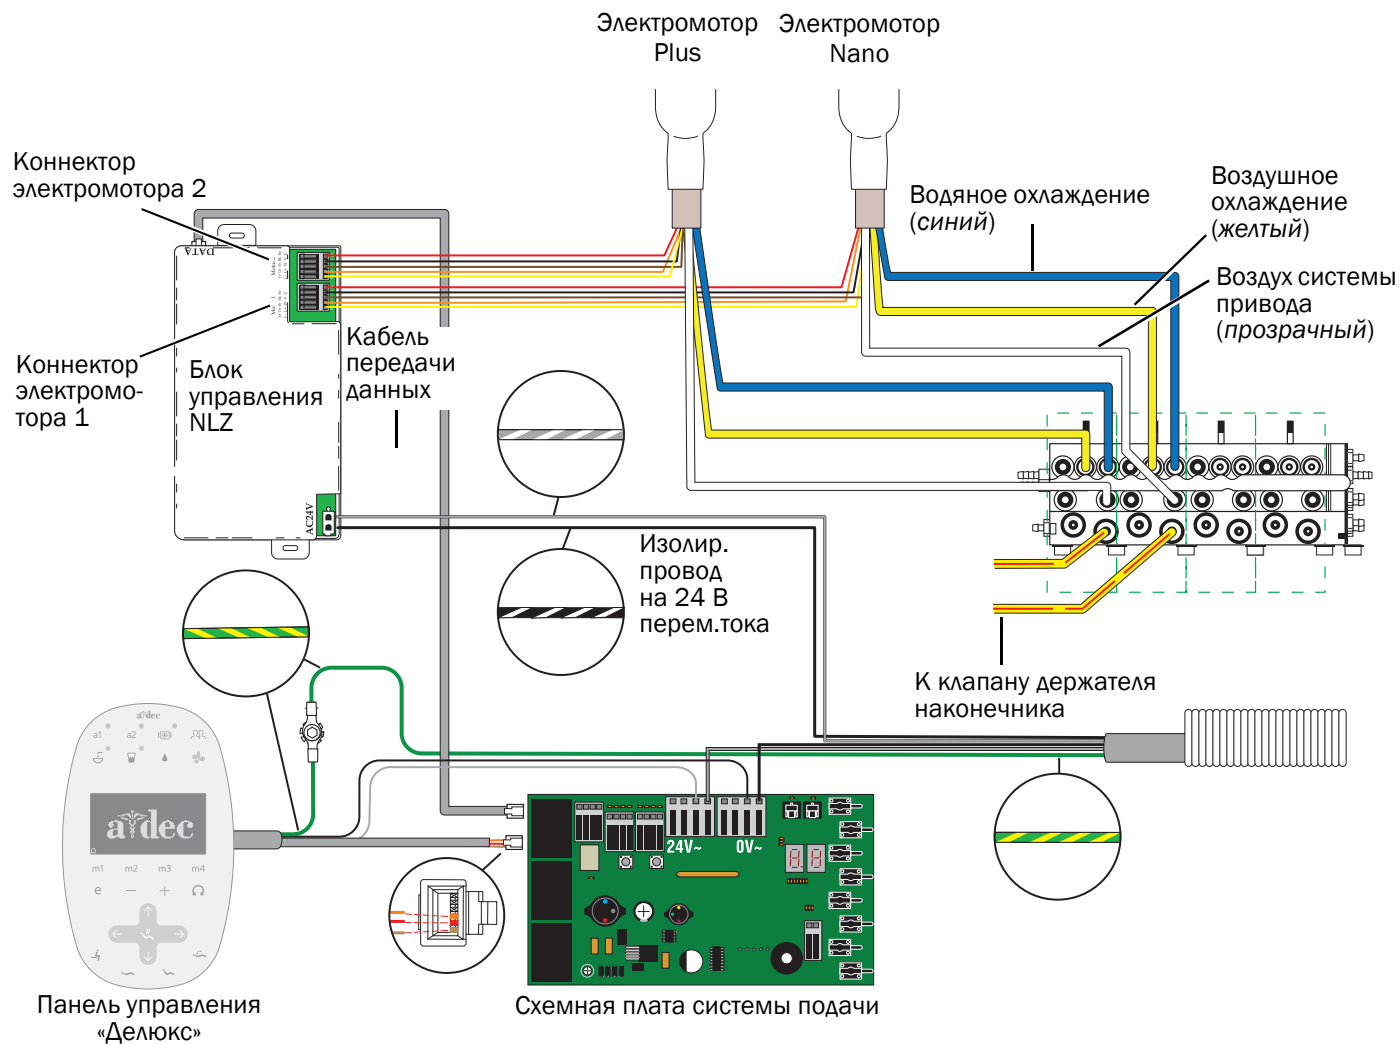 Электромотор
Plus
Электромотор
Nano
Коннектор
электромотора 2
Водяное охлаждение
(синий)
Воздушное
охлаждение
(желтый)
Воздух системы
привода
(прозрачный)
DATA
Коннектор
электромо-
тора 1
Блок
управления
NLZ
Кабель
передачи
данных
AC24V
Изолир.
провод
на 24 В
перем.тока
К клапану держателя
наконечника
a dec
a1
a2
a dec
m1 m2 m3 m4
e
P
24V~
0V~
8.8
Панель управления
«Делюкс»
Схемная плата системы подачи